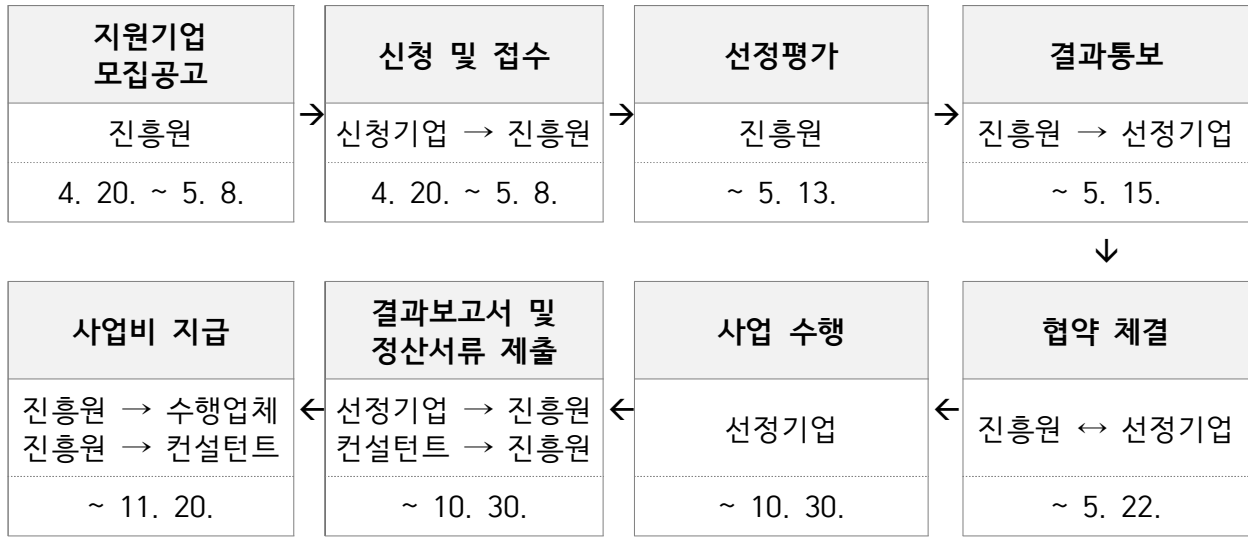 지원기업
모집공고
진흥원
4. 20. ~ 5. 8.
→
신청 및 접수
신청기업 → 진흥원
4. 20. ~ 5. 8.
→
선정평가
진흥원
~ 5. 13.
→
결과통보
진흥원 → 선정기업
~ 5. 15.
↓
협약 체결
진흥원 ↔ 선정기업
~ 5. 22.
←
사업 수행
선정기업
~ 10. 30.
←
결과보고서 및
정산서류 제출
선정기업 → 진흥원
컨설턴트 → 진흥원
~ 10. 30.
←
사업비 지급
진흥원 → 수행업체
진흥원 → 컨설턴트
~ 11. 20.